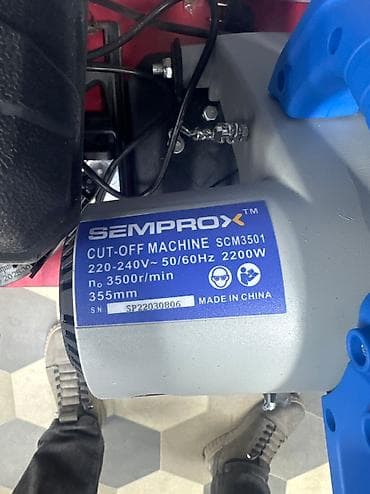 SEMPROX™
CUT-OFF MACHINE SCM3501
220-240V~ 50/60Hz 2200W
n₀ 3500r/min
355mm
MADE IN CHINA
SN SP22030806